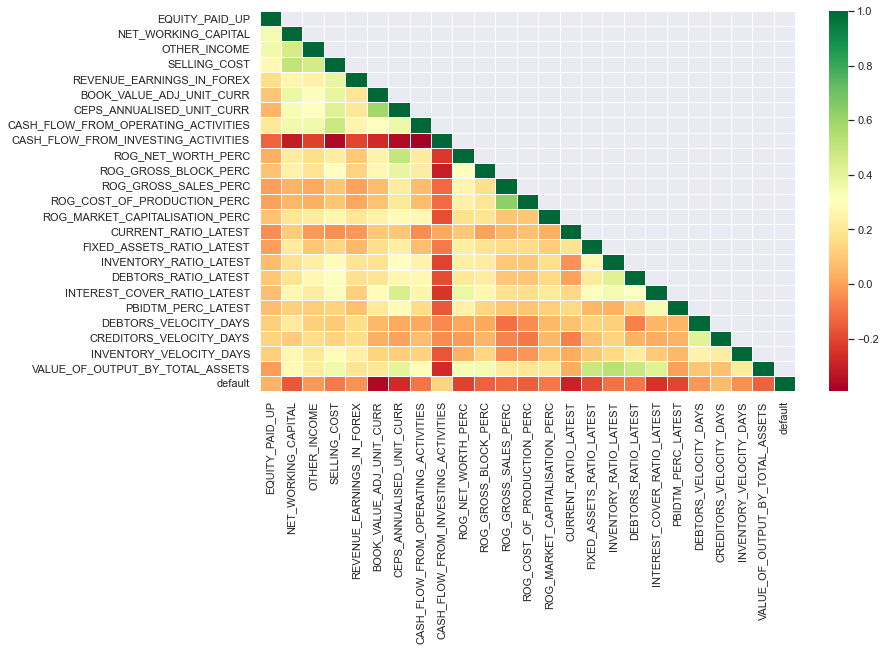 EQUITY_PAID_UP
NET_WORKING_CAPITAL
OTHER_INCOME
SELLING_COST
REVENUE_EARNINGS_IN_FOREX
BOOK_VALUE_ADJ_UNIT_CURR
CEPS_ANNUALISED_UNIT_CURR
CASH_FLOW_FROM_OPERATING_ACTIVITIES
CASH_FLOW_FROM_INVESTING_ACTIVITIES
ROG_NET_WORTH_PERC
ROG_GROSS_BLOCK_PERC
ROG_GROSS_SALES_PERC
ROG_COST_OF_PRODUCTION_PERC
ROG_MARKET_CAPITALISATION_PERC
CURRENT_RATIO_LATEST
FIXED_ASSETS_RATIO_LATEST
INVENTORY_RATIO_LATEST
DEBTORS_RATIO_LATEST
INTEREST_COVER_RATIO_LATEST
PBIDTM_PERC_LATEST
DEBTORS_VELOCITY_DAYS
CREDITORS_VELOCITY_DAYS
INVENTORY_VELOCITY_DAYS
VALUE_OF_OUTPUT_BY_TOTAL_ASSETS
default
EQUITY_PAID_UP
NET_WORKING_CAPITAL
OTHER_INCOME
SELLING_COST
REVENUE_EARNINGS_IN_FOREX
BOOK_VALUE_ADJ_UNIT_CURR
CEPS_ANNUALISED_UNIT_CURR
CASH_FLOW_FROM_OPERATING_ACTIVITIES
CASH_FLOW_FROM_INVESTING_ACTIVITIES
ROG_NET_WORTH_PERC
ROG_GROSS_BLOCK_PERC
ROG_GROSS_SALES_PERC
ROG_COST_OF_PRODUCTION_PERC
ROG_MARKET_CAPITALISATION_PERC
CURRENT_RATIO_LATEST
FIXED_ASSETS_RATIO_LATEST
INVENTORY_RATIO_LATEST
DEBTORS_RATIO_LATEST
INTEREST_COVER_RATIO_LATEST
PBIDTM_PERC_LATEST
DEBTORS_VELOCITY_DAYS
CREDITORS_VELOCITY_DAYS
INVENTORY_VELOCITY_DAYS
VALUE_OF_OUTPUT_BY_TOTAL_ASSETS
default
1.0
0.8
0.6
0.4
0.2
0.0
−0.2